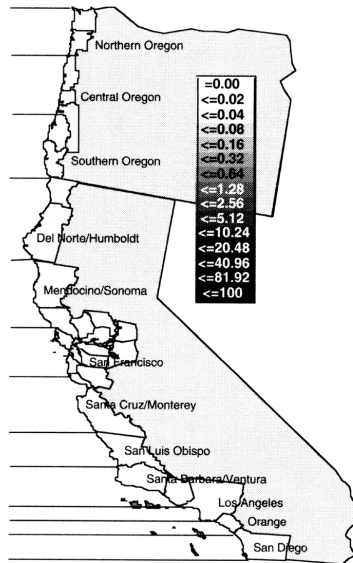 Northern Oregon
Central Oregon
Southern Oregon
=0.00
<=0.02
<=0.04
<=0.08
<=0.16
<=0.32
<=0.64
<=1.28
<=2.56
<=5.12
<=10.24
<=20.48
<=40.96
<=81.92
<=100
Del Norte/Humboldt
Mendocino/Sonoma
San Francisco
Santa Cruz/Monterey
San Luis Obispo
Santa Barbara/Ventura
Los Angeles
Orange
San Diego